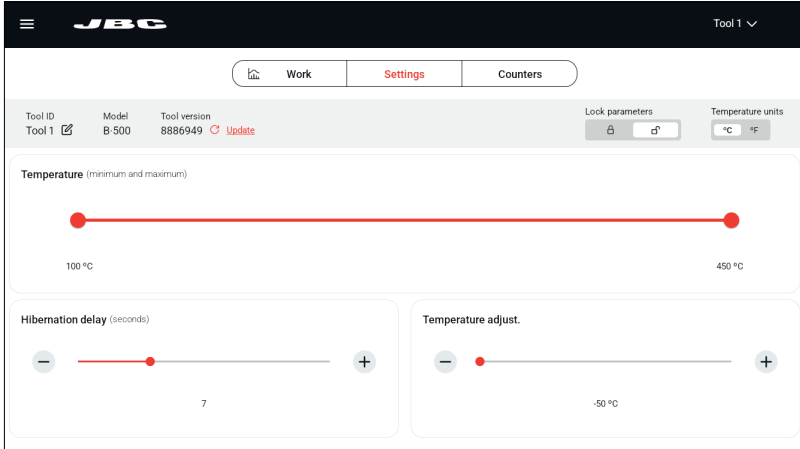 JBC
Tool 1
Work Settings Counters
Tool ID Model Tool version Lock parameters Temperature units
Tool 1 B·500 8886949 Update ºC ºF
Temperature (minimum and maximum)
100 ºC 450 ºC
Hibernation delay (seconds)
7
Temperature adjust.
-50 ºC